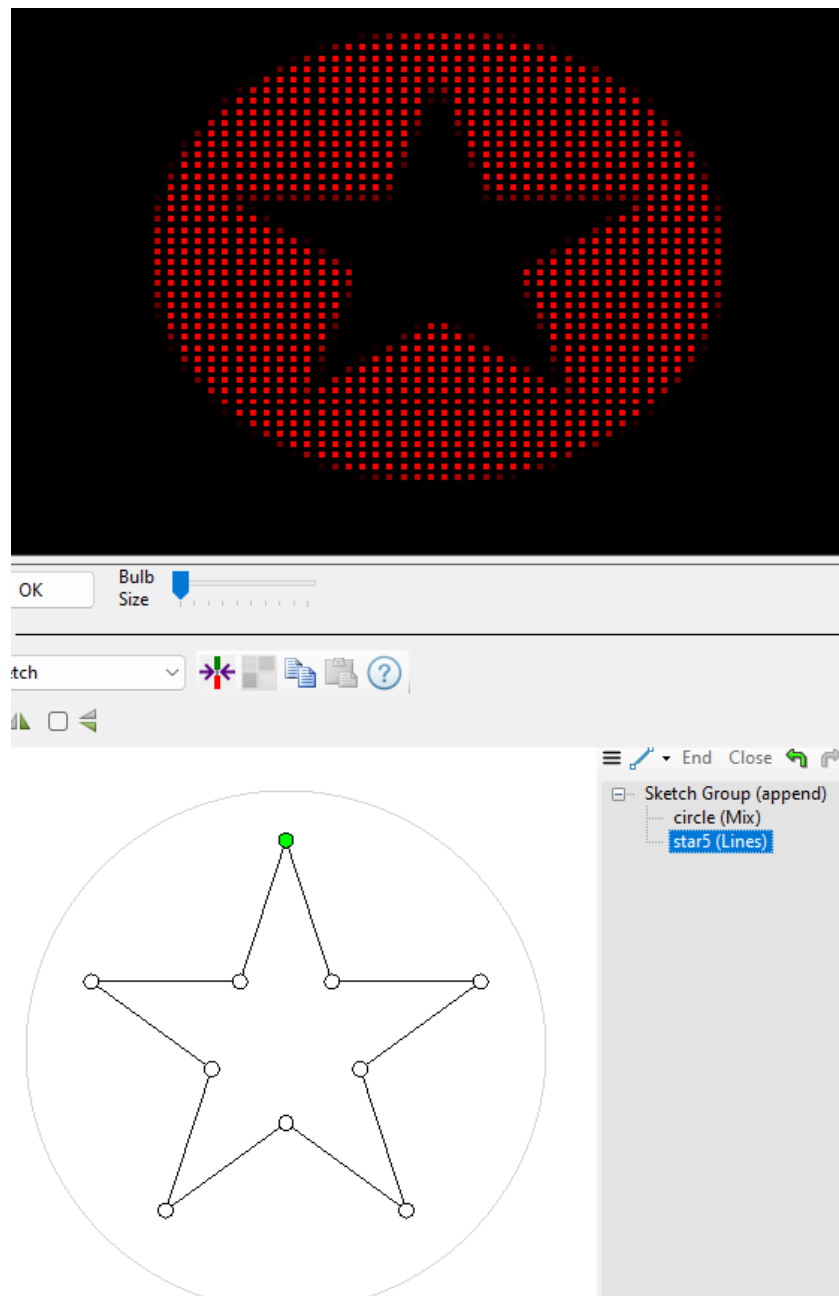 OK
Bulb
Size
tch
?
End Close
Sketch Group (append)
circle (Mix)
star5 (Lines)